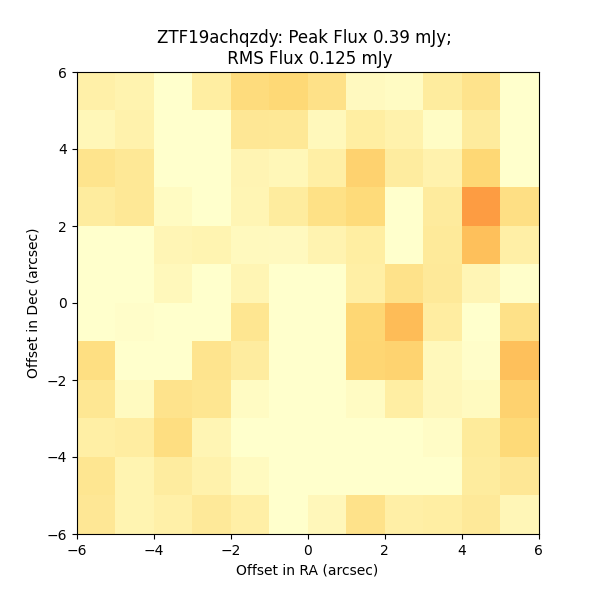 ZTF19achqzdy: Peak Flux 0.39 mJy;
RMS Flux 0.125 mJy
6
4
2
0
−2
−4
−6
Offset in Dec (arcsec)
−6 −4 −2 0 2 4 6
Offset in RA (arcsec)